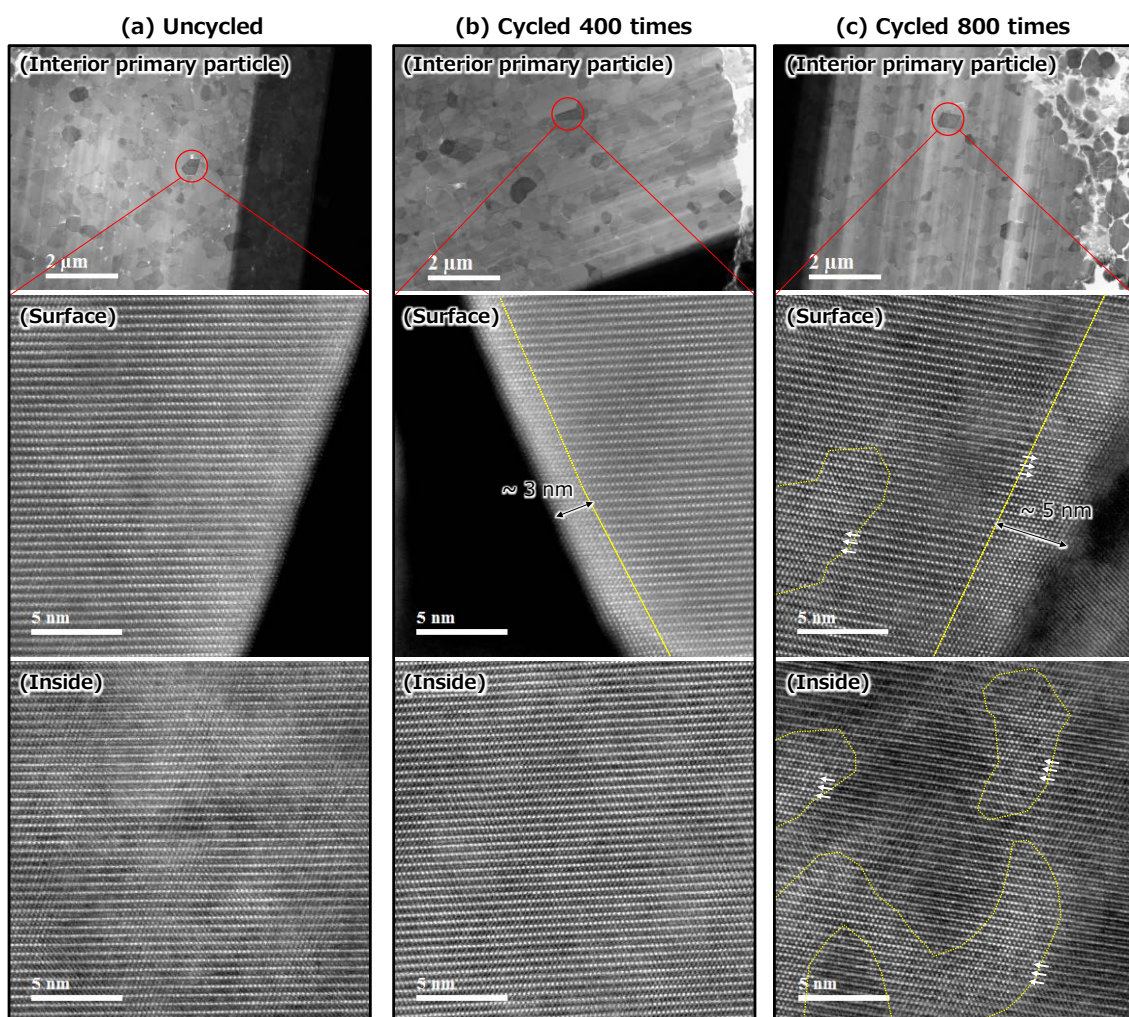 (a) Uncycled
(b) Cycled 400 times
(c) Cycled 800 times
(Interior primary particle)
(Interior primary particle)
(Interior primary particle)
2 μm
2 μm
2 μm
(Surface)
(Surface)
(Surface)
~ 3 nm
~ 5 nm
5 nm
5 nm
5 nm
(Inside)
(Inside)
(Inside)
5 nm
5 nm
5 nm